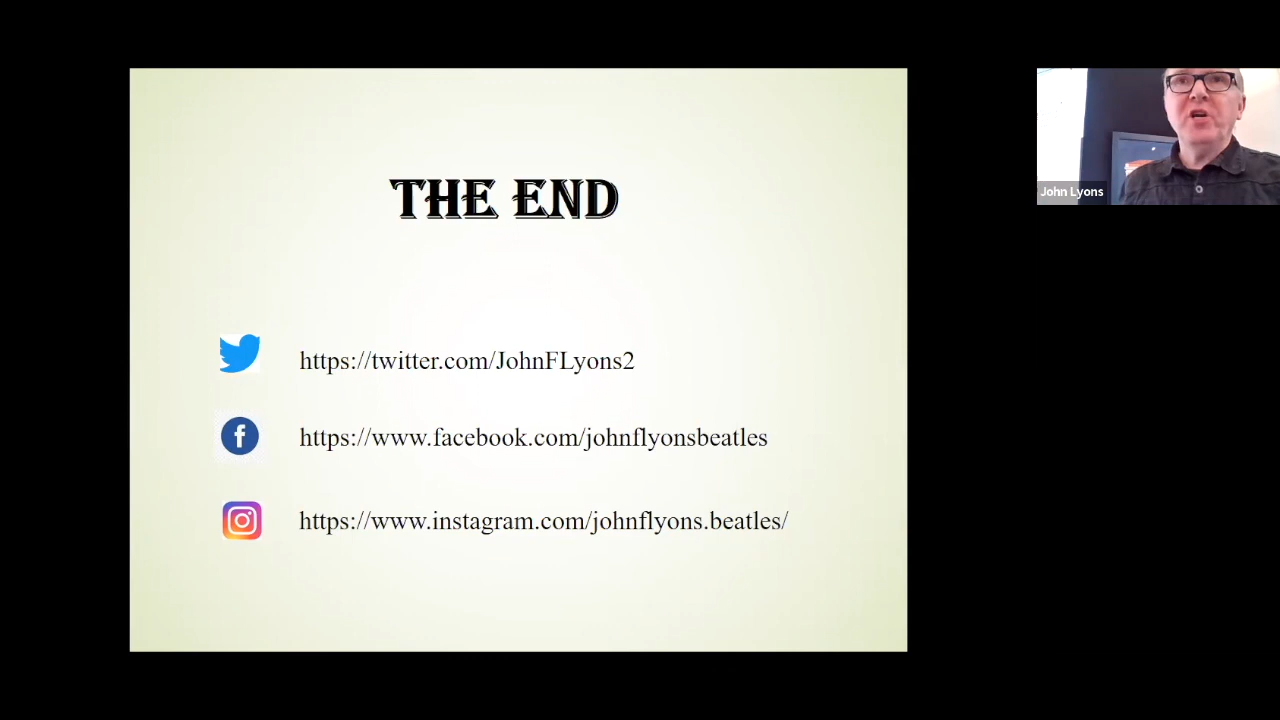 THE END
https://twitter.com/JohnFLyons2
https://www.facebook.com/johnflyonsbeatles
https://www.instagram.com/johnflyons.beatles/
John Lyons